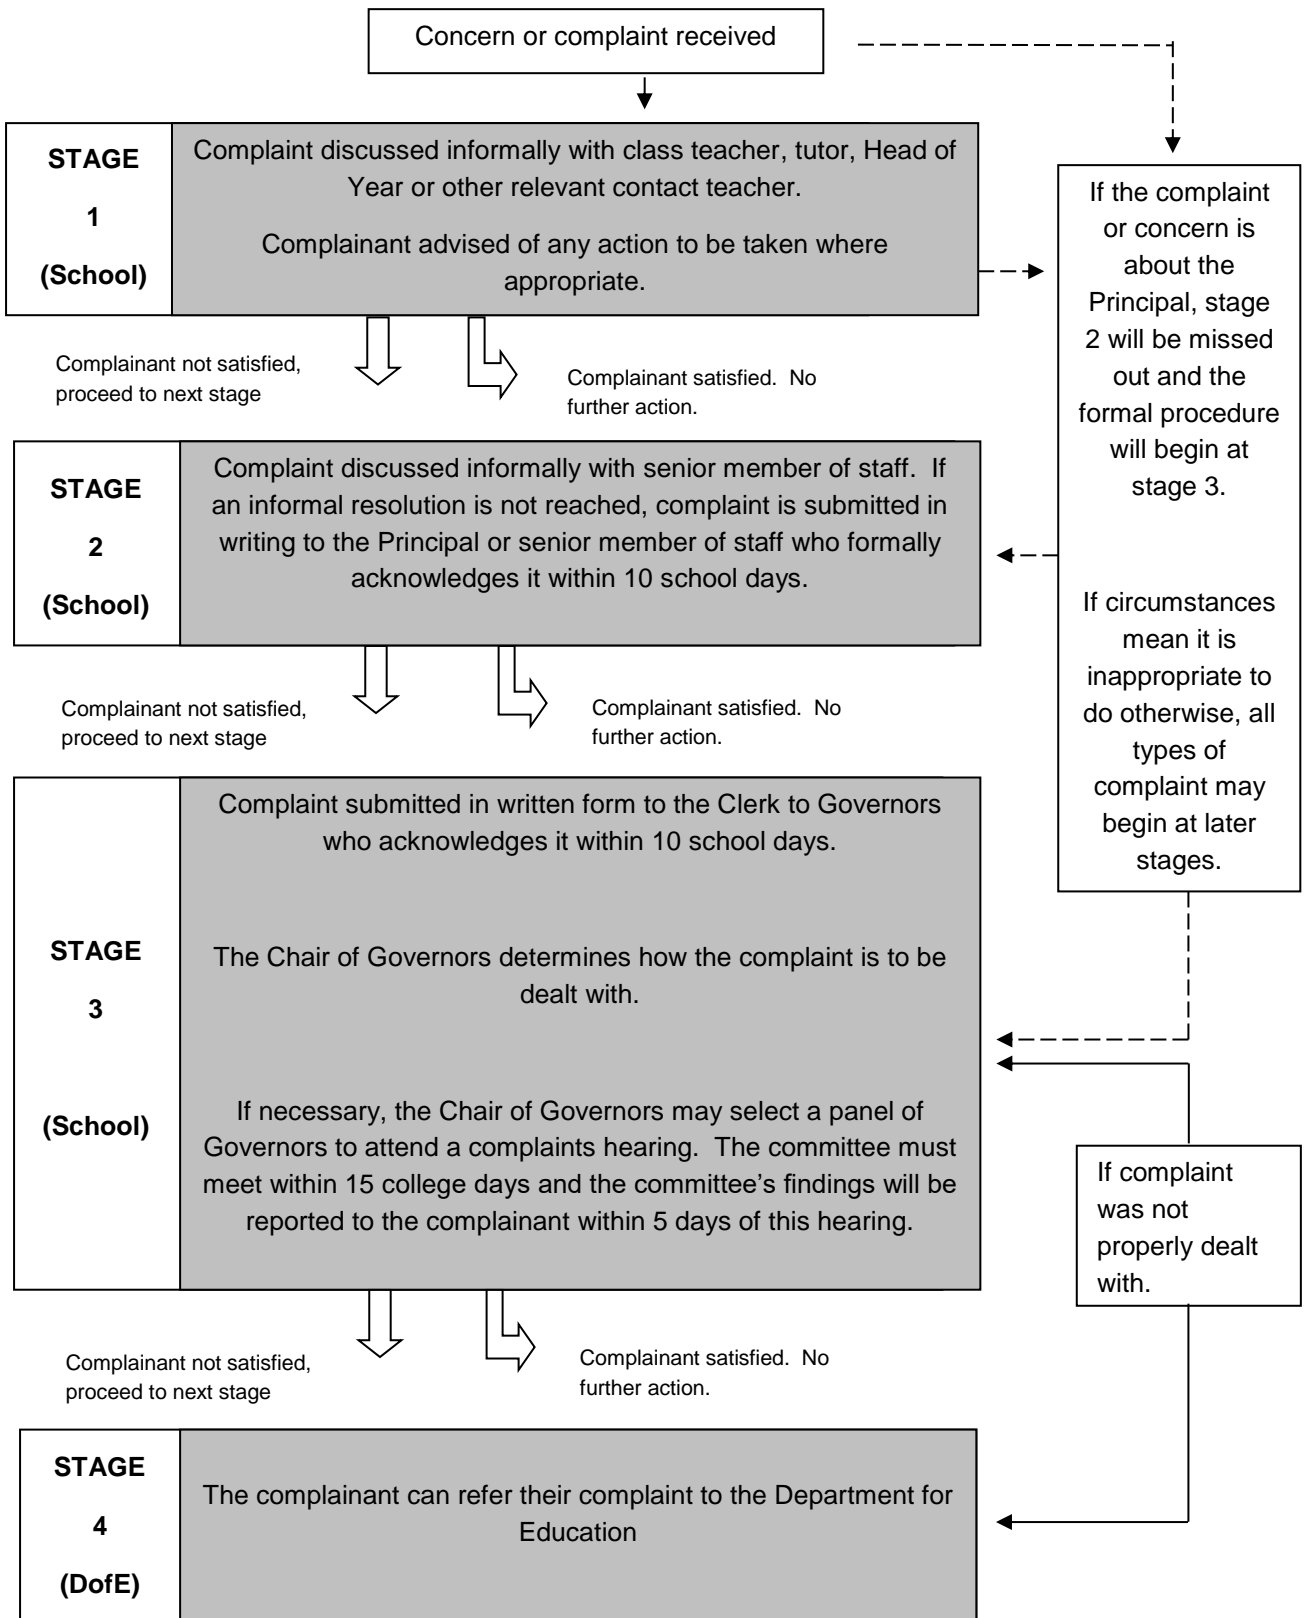 Concern or complaint received
STAGE
1
(School)
Complaint discussed informally with class teacher, tutor, Head of
Year or other relevant contact teacher.
Complainant advised of any action to be taken where
appropriate.
If the complaint
or concern is
about the
Principal, stage
2 will be missed
out and the
formal procedure
will begin at
stage 3.
If circumstances
mean it is
inappropriate to
do otherwise, all
types of
complaint may
begin at later
stages.
Complainant not satisfied,
proceed to next stage
Complainant satisfied. No
further action.
STAGE
2
(School)
Complaint discussed informally with senior member of staff. If
an informal resolution is not reached, complaint is submitted in
writing to the Principal or senior member of staff who formally
acknowledges it within 10 school days.
Complainant not satisfied,
proceed to next stage
Complainant satisfied. No
further action.
STAGE
3
(School)
Complaint submitted in written form to the Clerk to Governors
who acknowledges it within 10 school days.
The Chair of Governors determines how the complaint is to be
dealt with.
If necessary, the Chair of Governors may select a panel of
Governors to attend a complaints hearing. The committee must
meet within 15 college days and the committee’s findings will be
reported to the complainant within 5 days of this hearing.
If complaint
was not
properly dealt
with.
Complainant not satisfied,
proceed to next stage
Complainant satisfied. No
further action.
STAGE
4
(DofE)
The complainant can refer their complaint to the Department for
Education